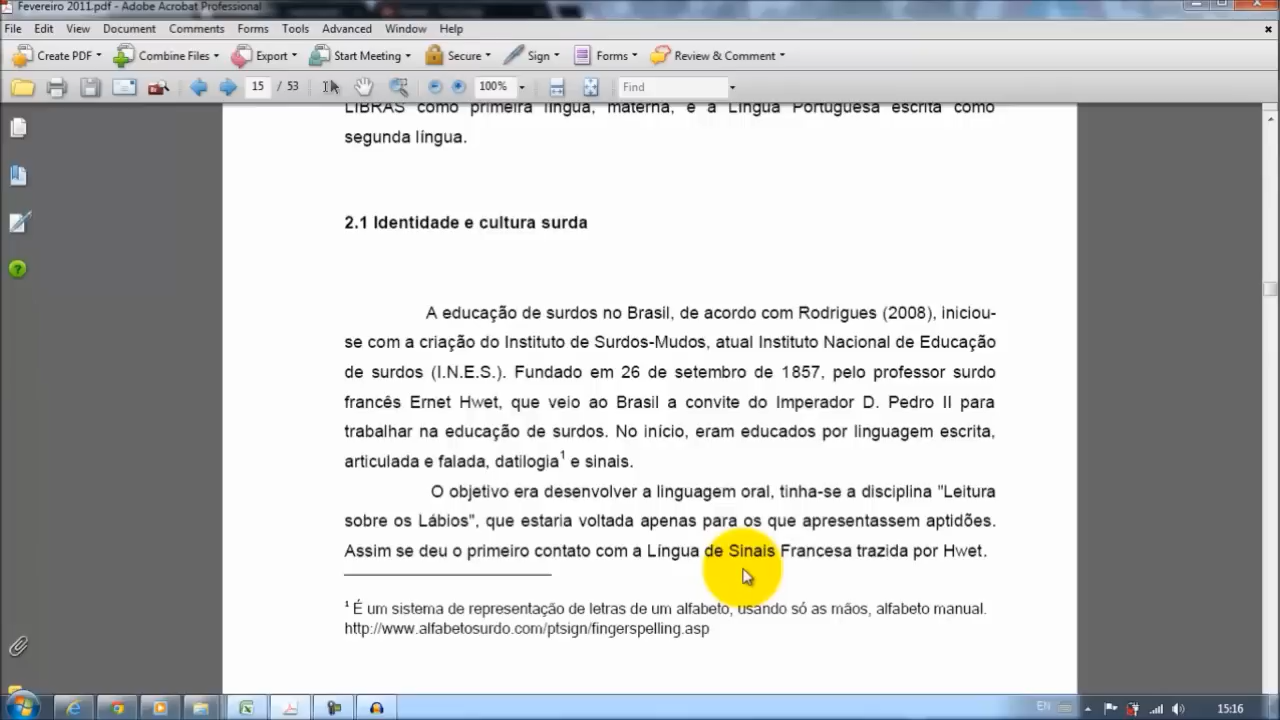 Fevereiro 2011.pdf - Adobe Acrobat Professional
File Edit View Document Comments Forms Tools Advanced Window Help
Create PDF Combine Files Export Start Meeting Secure Sign Forms Review & Comment
15 / 53 100% Find
LIBRAS como primeira língua, materna, e a Língua Portuguesa escrita como
segunda língua.
2.1 Identidade e cultura surda
A educação de surdos no Brasil, de acordo com Rodrigues (2008), iniciou-
se com a criação do Instituto de Surdos-Mudos, atual Instituto Nacional de Educação
de surdos (I.N.E.S.). Fundado em 26 de setembro de 1857, pelo professor surdo
francês Ernet Hwet, que veio ao Brasil a convite do Imperador D. Pedro II para
trabalhar na educação de surdos. No início, eram educados por linguagem escrita,
articulada e falada, datilogia¹ e sinais.
O objetivo era desenvolver a linguagem oral, tinha-se a disciplina "Leitura
sobre os Lábios", que estaria voltada apenas para os que apresentassem aptidões.
Assim se deu o primeiro contato com a Língua de Sinais Francesa trazida por Hwet.
¹ É um sistema de representação de letras de um alfabeto, usando só as mãos, alfabeto manual.
http://www.alfabetosurdo.com/ptsign/fingerspelling.asp
EN 15:16